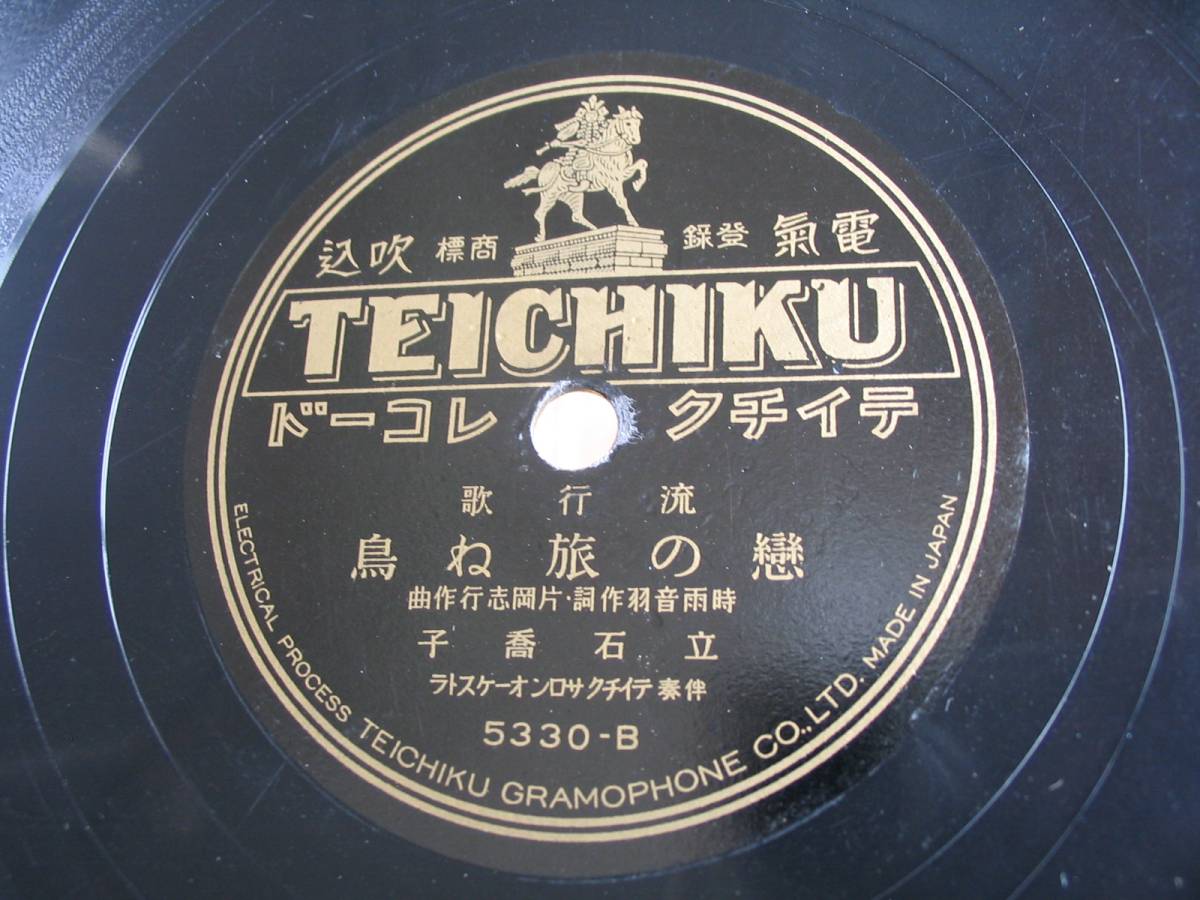 電氣 登錄 商標 吹込
TEICHIKU
テイチク レコード
流行歌
戀の旅ね鳥
時雨音羽作詞・片岡志行作曲
立石喬子
伴奏 テイチクサロンオーケストラ
5330-B
ELECTRICAL PROCESS TEICHIKU GRAMOPHONE CO., LTD. MADE IN JAPAN